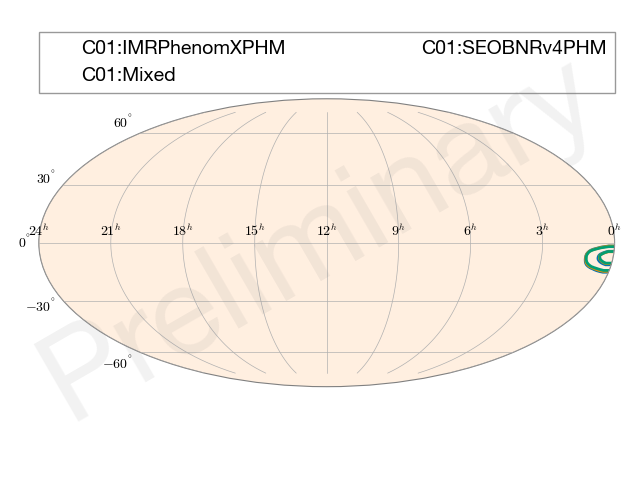 C01:IMRPhenomXPHM C01:SEOBNRv4PHM
C01:Mixed
60°
30°
0° 24h 21h 18h 15h 12h 9h 6h 3h 0h
−30°
−60°
Preliminary